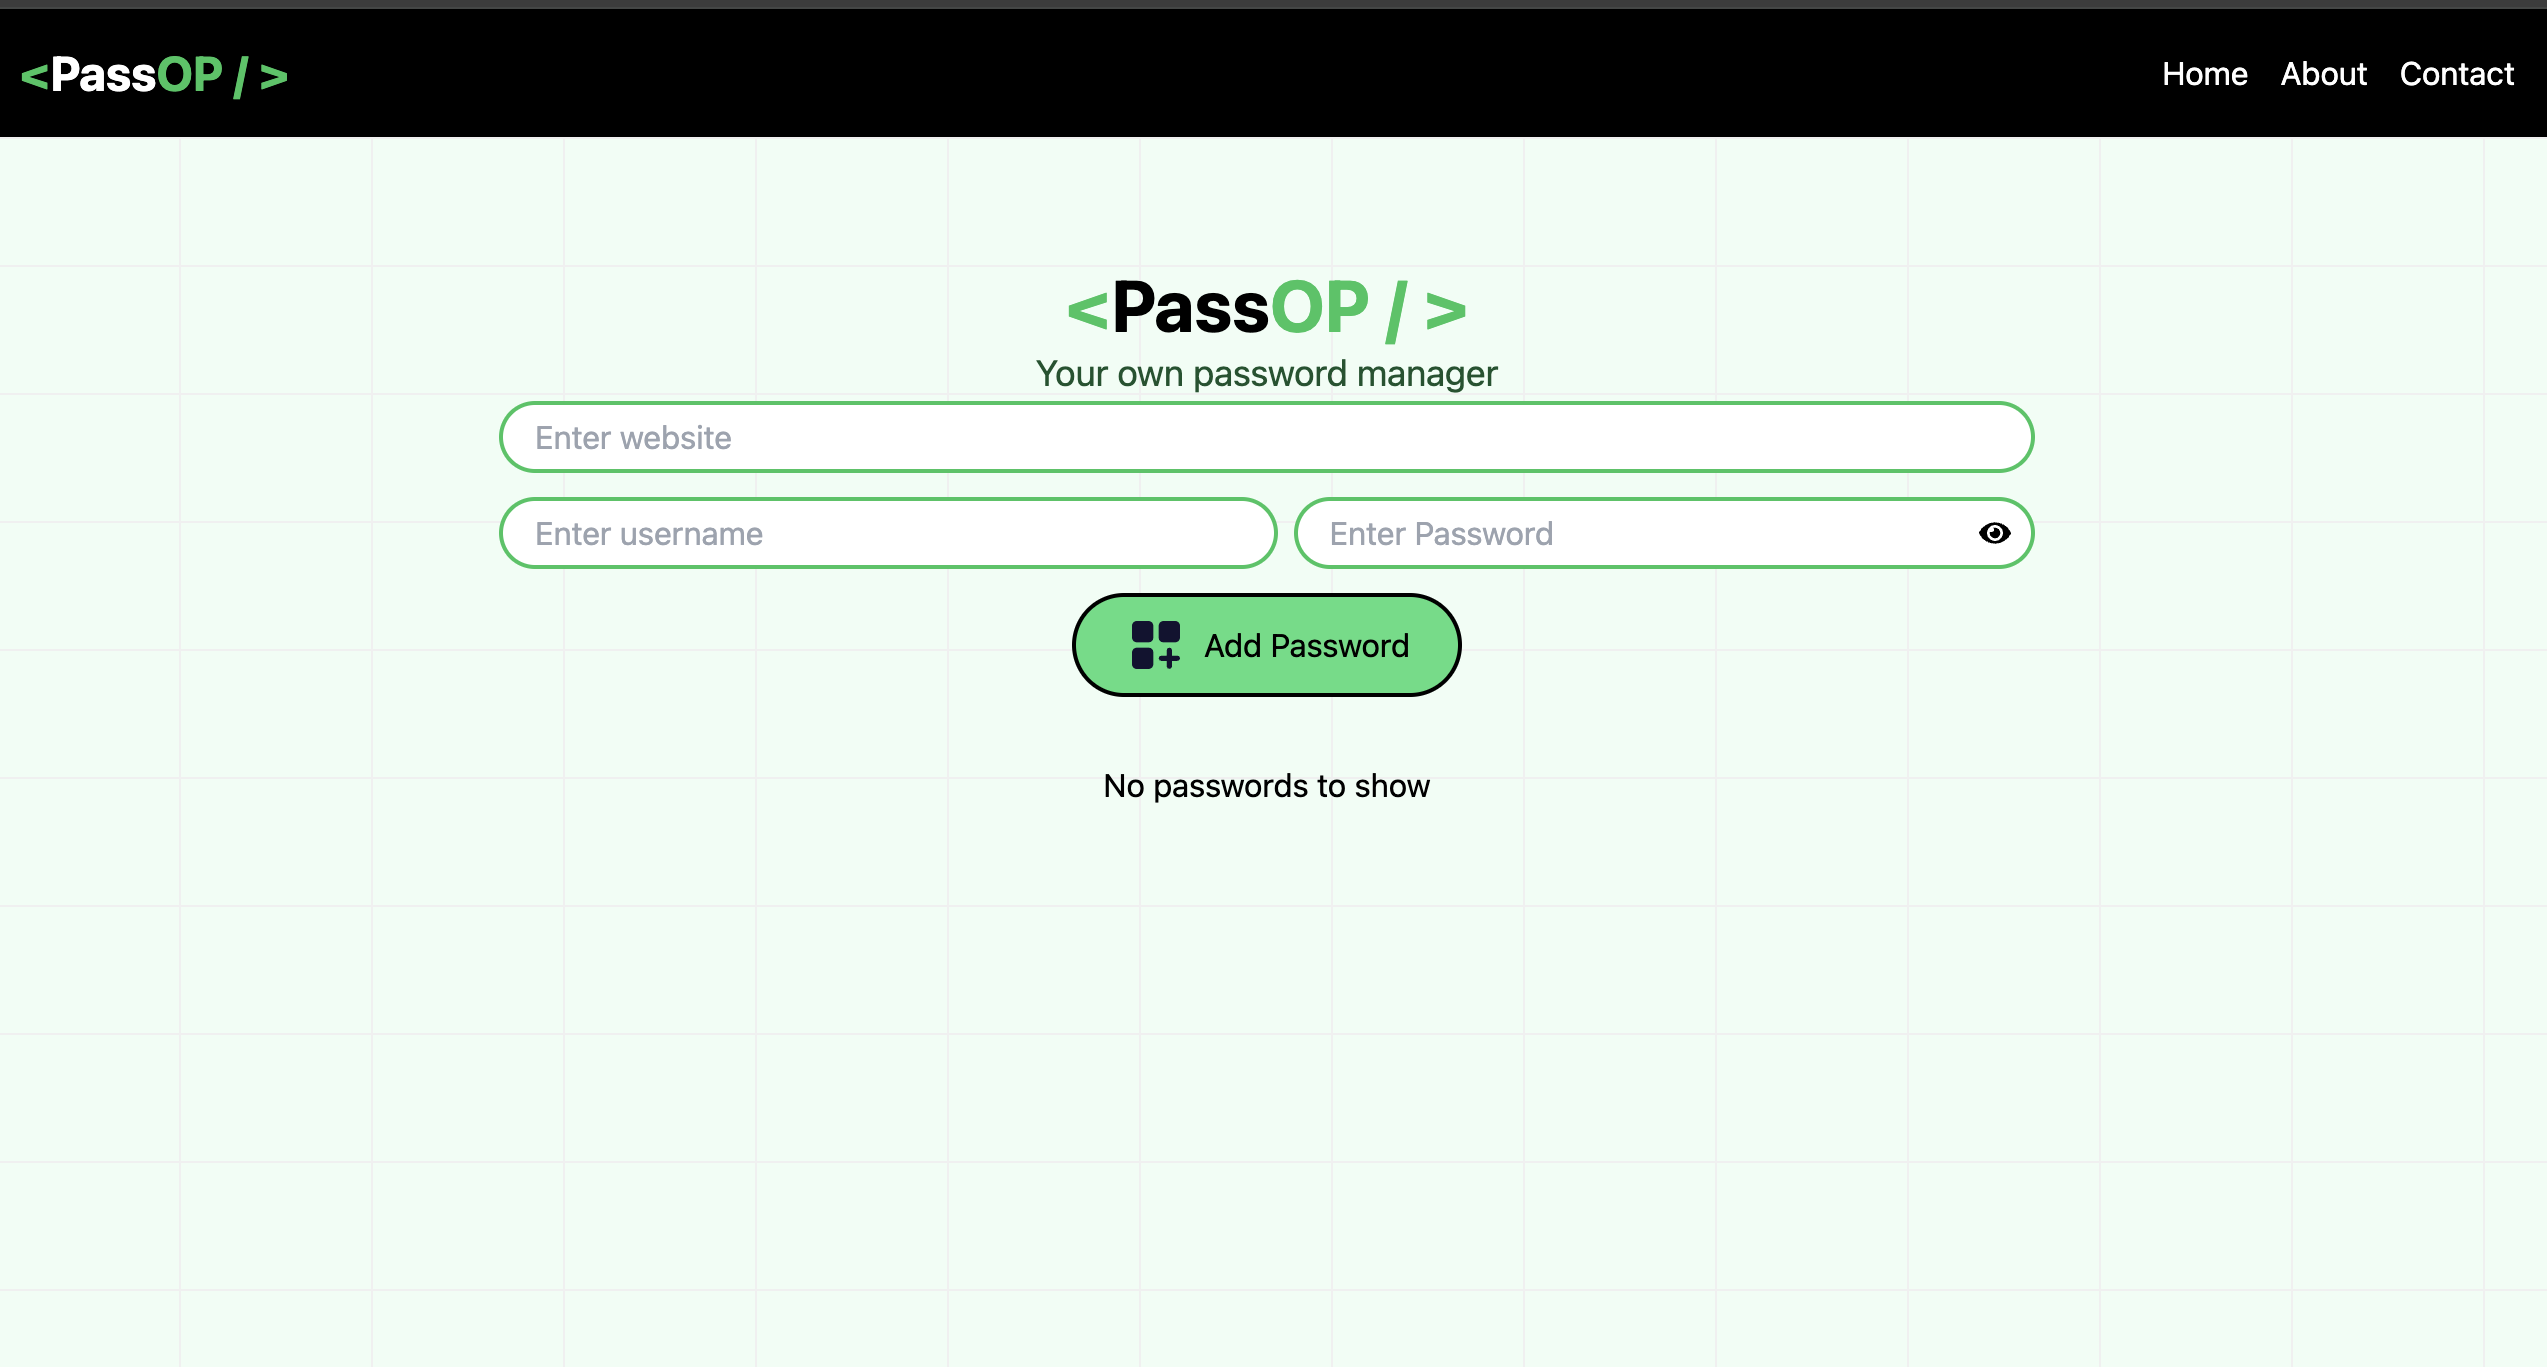 <PassOP / >
Home About Contact
<PassOP / >
Your own password manager
Enter website
Enter username
Enter Password
Add Password
No passwords to show